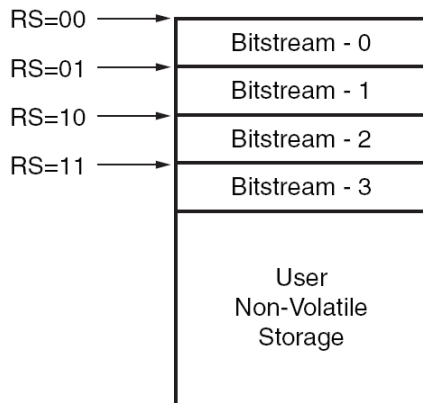 RS=00
Bitstream - 0
RS=01
Bitstream - 1
RS=10
Bitstream - 2
RS=11
Bitstream - 3
User
Non-Volatile
Storage